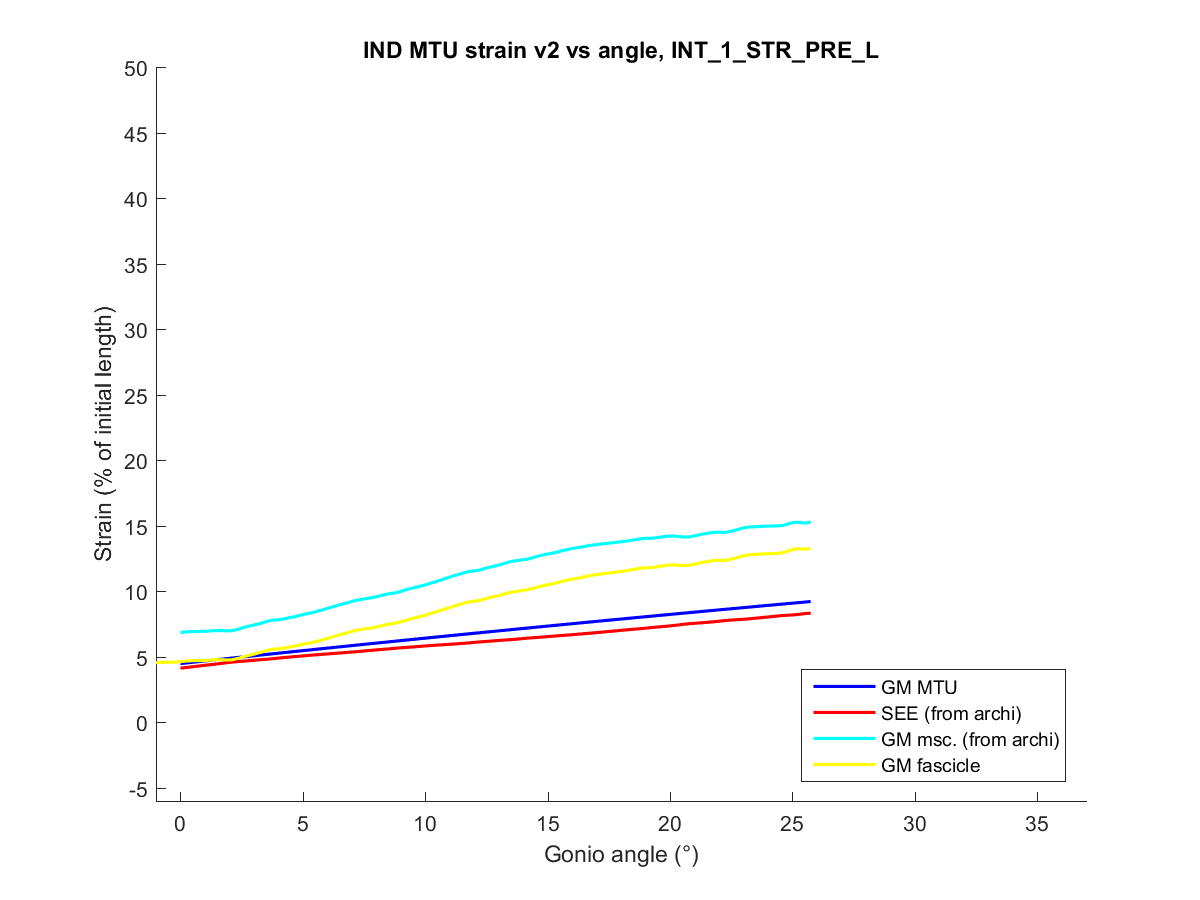 IND MTU strain v2 vs angle, INT_1_STR_PRE_L
50
45
40
35
30
25
20
15
10
5
0
-5
Strain (% of initial length)
0 5 10 15 20 25 30 35
Gonio angle (°)
GM MTU
SEE (from archi)
GM msc. (from archi)
GM fascicle